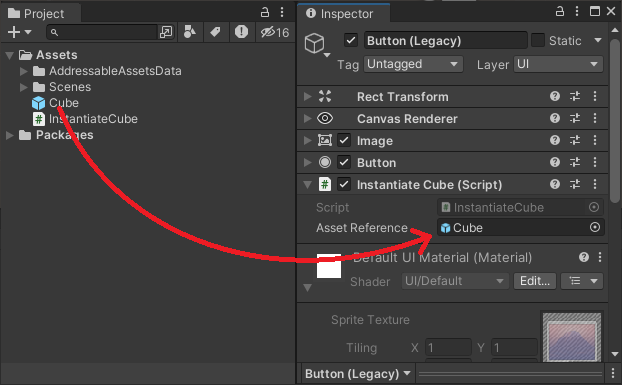 Project
16
Assets
AddressableAssetsData
Scenes
Cube
InstantiateCube
Packages
Inspector
Button (Legacy)
Static
Tag Untagged Layer UI
Rect Transform
Canvas Renderer
Image
Button
# Instantiate Cube (Script)
Script InstantiateCube
Asset Reference Cube
Default UI Material (Material)
Shader UI/Default Edit...
Sprite Texture
Tiling X 1 Y 1
Button (Legacy)